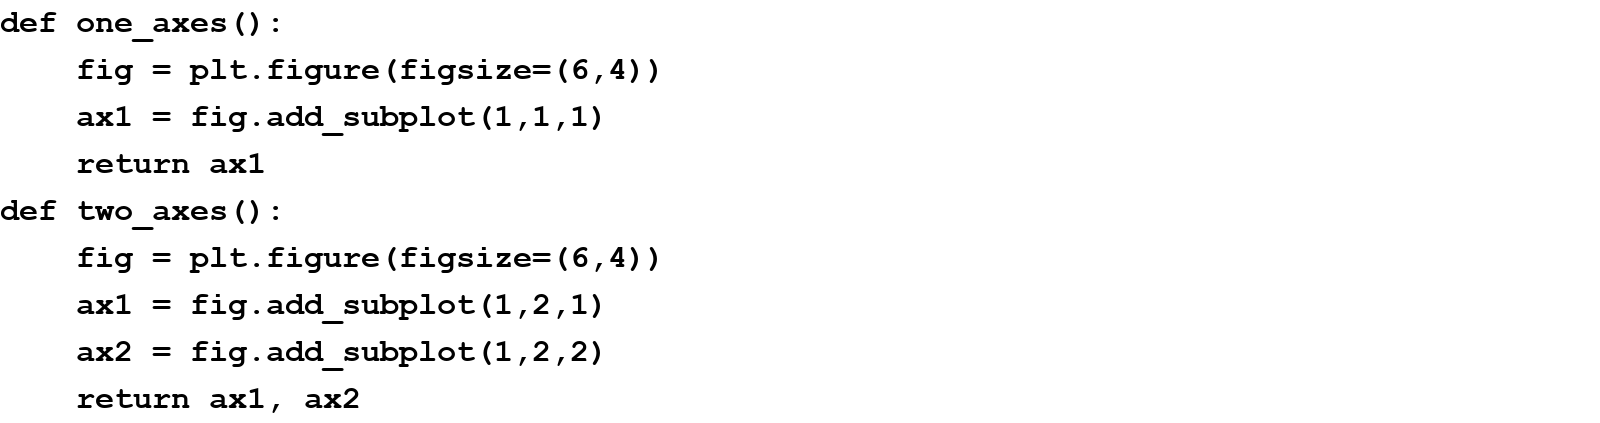 def one_axes():
    fig = plt.figure(figsize=(6,4))
    ax1 = fig.add_subplot(1,1,1)
    return ax1
def two_axes():
    fig = plt.figure(figsize=(6,4))
    ax1 = fig.add_subplot(1,2,1)
    ax2 = fig.add_subplot(1,2,2)
    return ax1, ax2